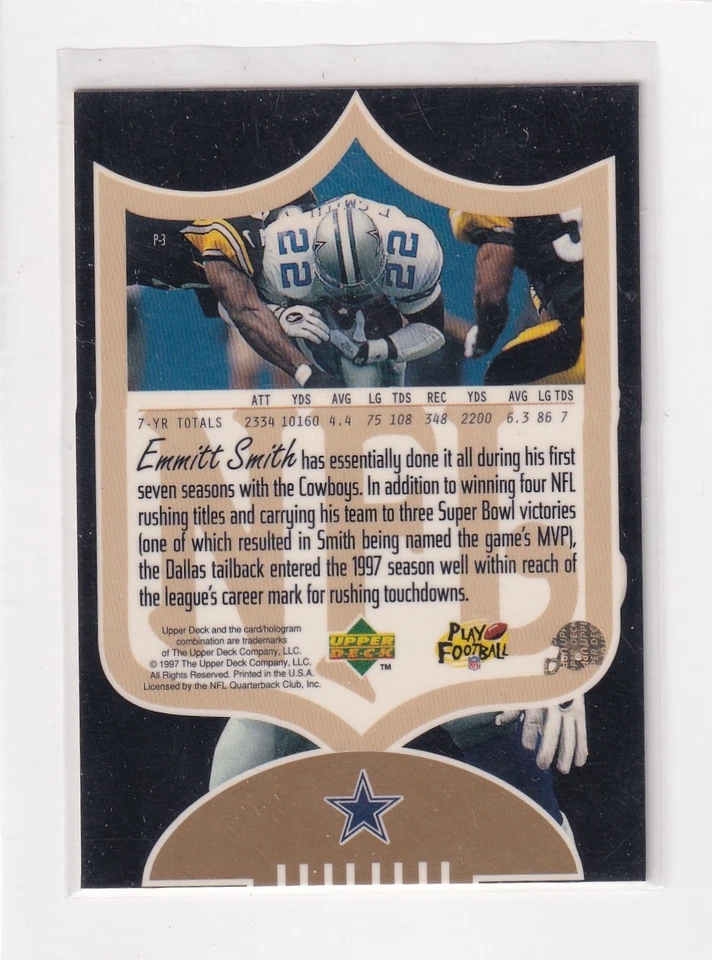 P-3
E. SMITH
22 22
ATT YDS AVG LG TDS REC YDS AVG LG TDS
7-YR TOTALS 2334 10160 4.4 75 108 348 2200 6.3 86 7
NFL
Emmitt Smith has essentially done it all during his first
seven seasons with the Cowboys. In addition to winning four NFL
rushing titles and carrying his team to three Super Bowl victories
(one of which resulted in Smith being named the game's MVP),
the Dallas tailback entered the 1997 season well within reach of
the league's career mark for rushing touchdowns.
Upper Deck and the card/hologram
combination are trademarks
of The Upper Deck Company, LLC.
© 1997 The Upper Deck Company, LLC.
All Rights Reserved. Printed in the U.S.A.
Licensed by the NFL Quarterback Club, Inc.
UPPER
DECK
™
PLAY
FOOTBALL